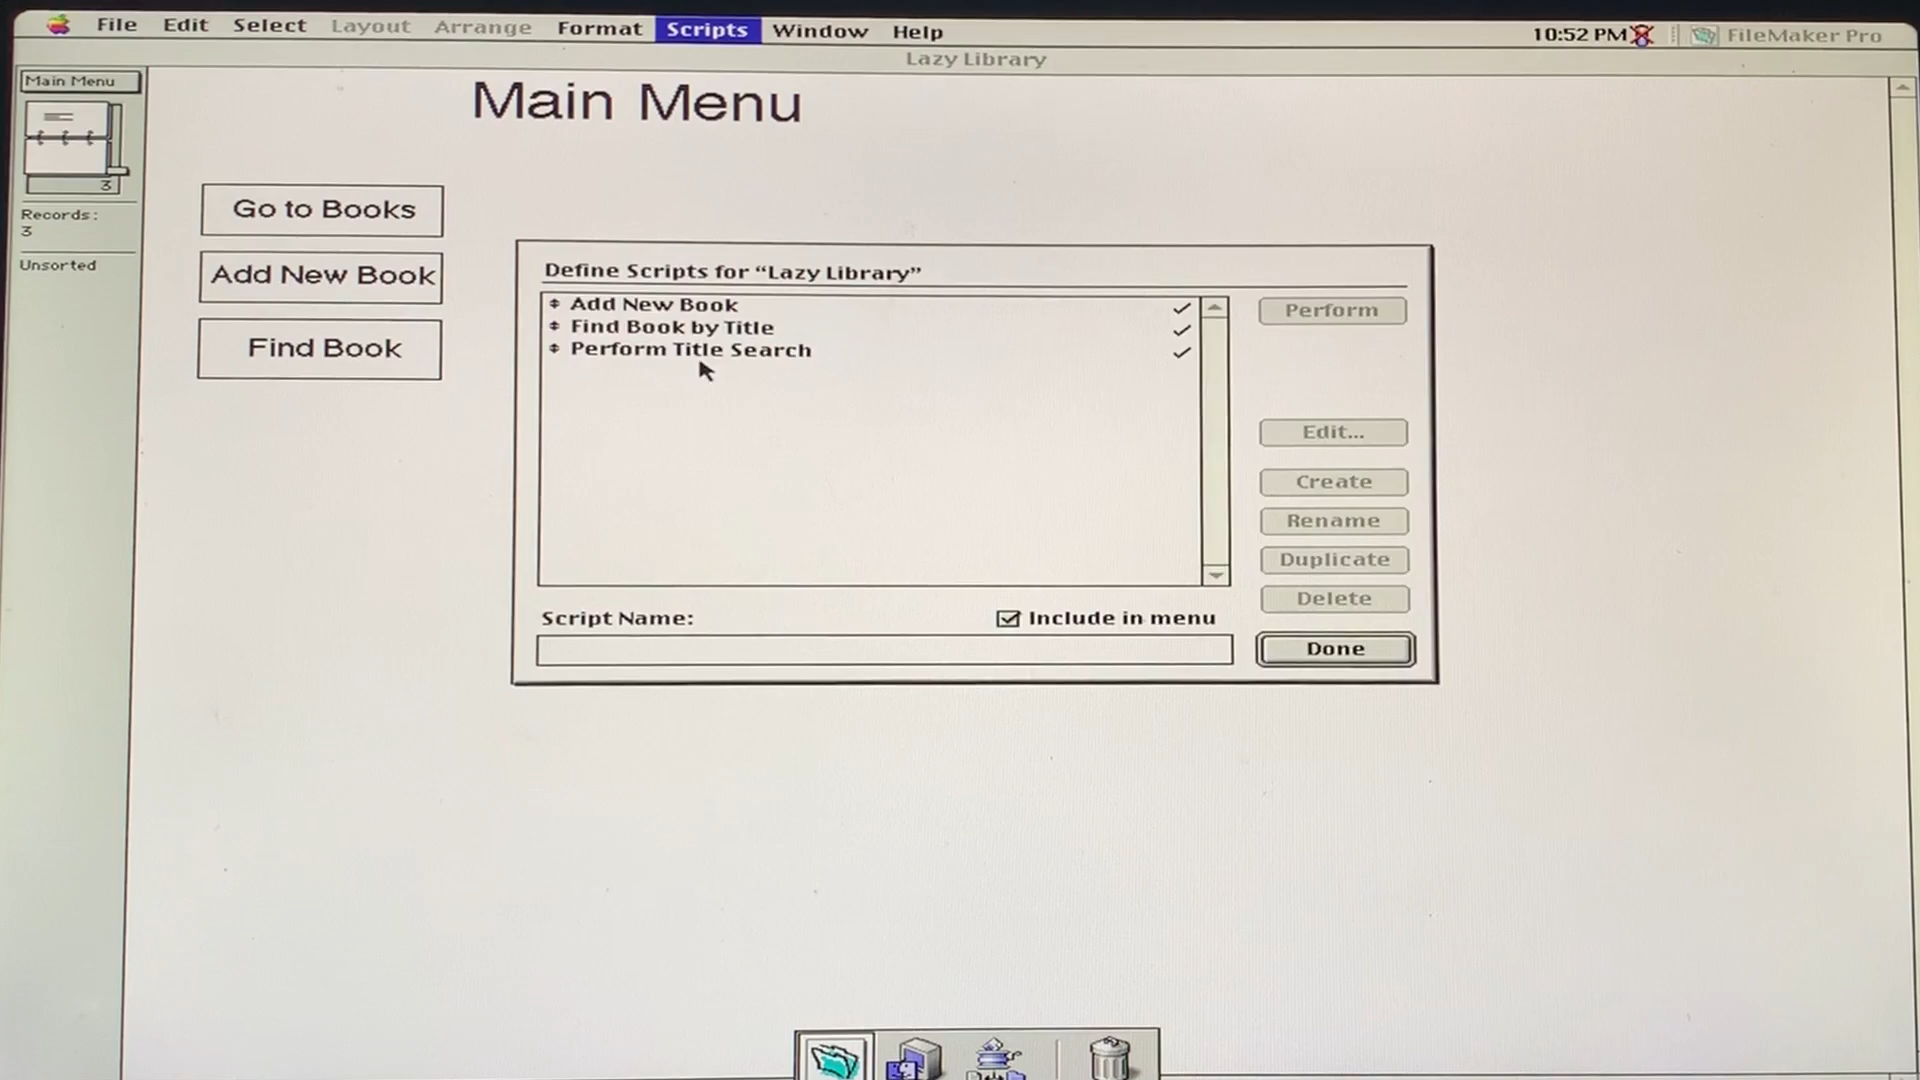 File Edit Select Layout Arrange Format Scripts Window Help
10:52 PM FileMaker Pro
Lazy Library
Main Menu
3
Records:
3
Unsorted
Main Menu
Go to Books
Add New Book
Find Book
Define Scripts for “Lazy Library”
Add New Book
Find Book by Title
Perform Title Search
Perform
Edit...
Create
Rename
Duplicate
Delete
Script Name:
Include in menu
Done